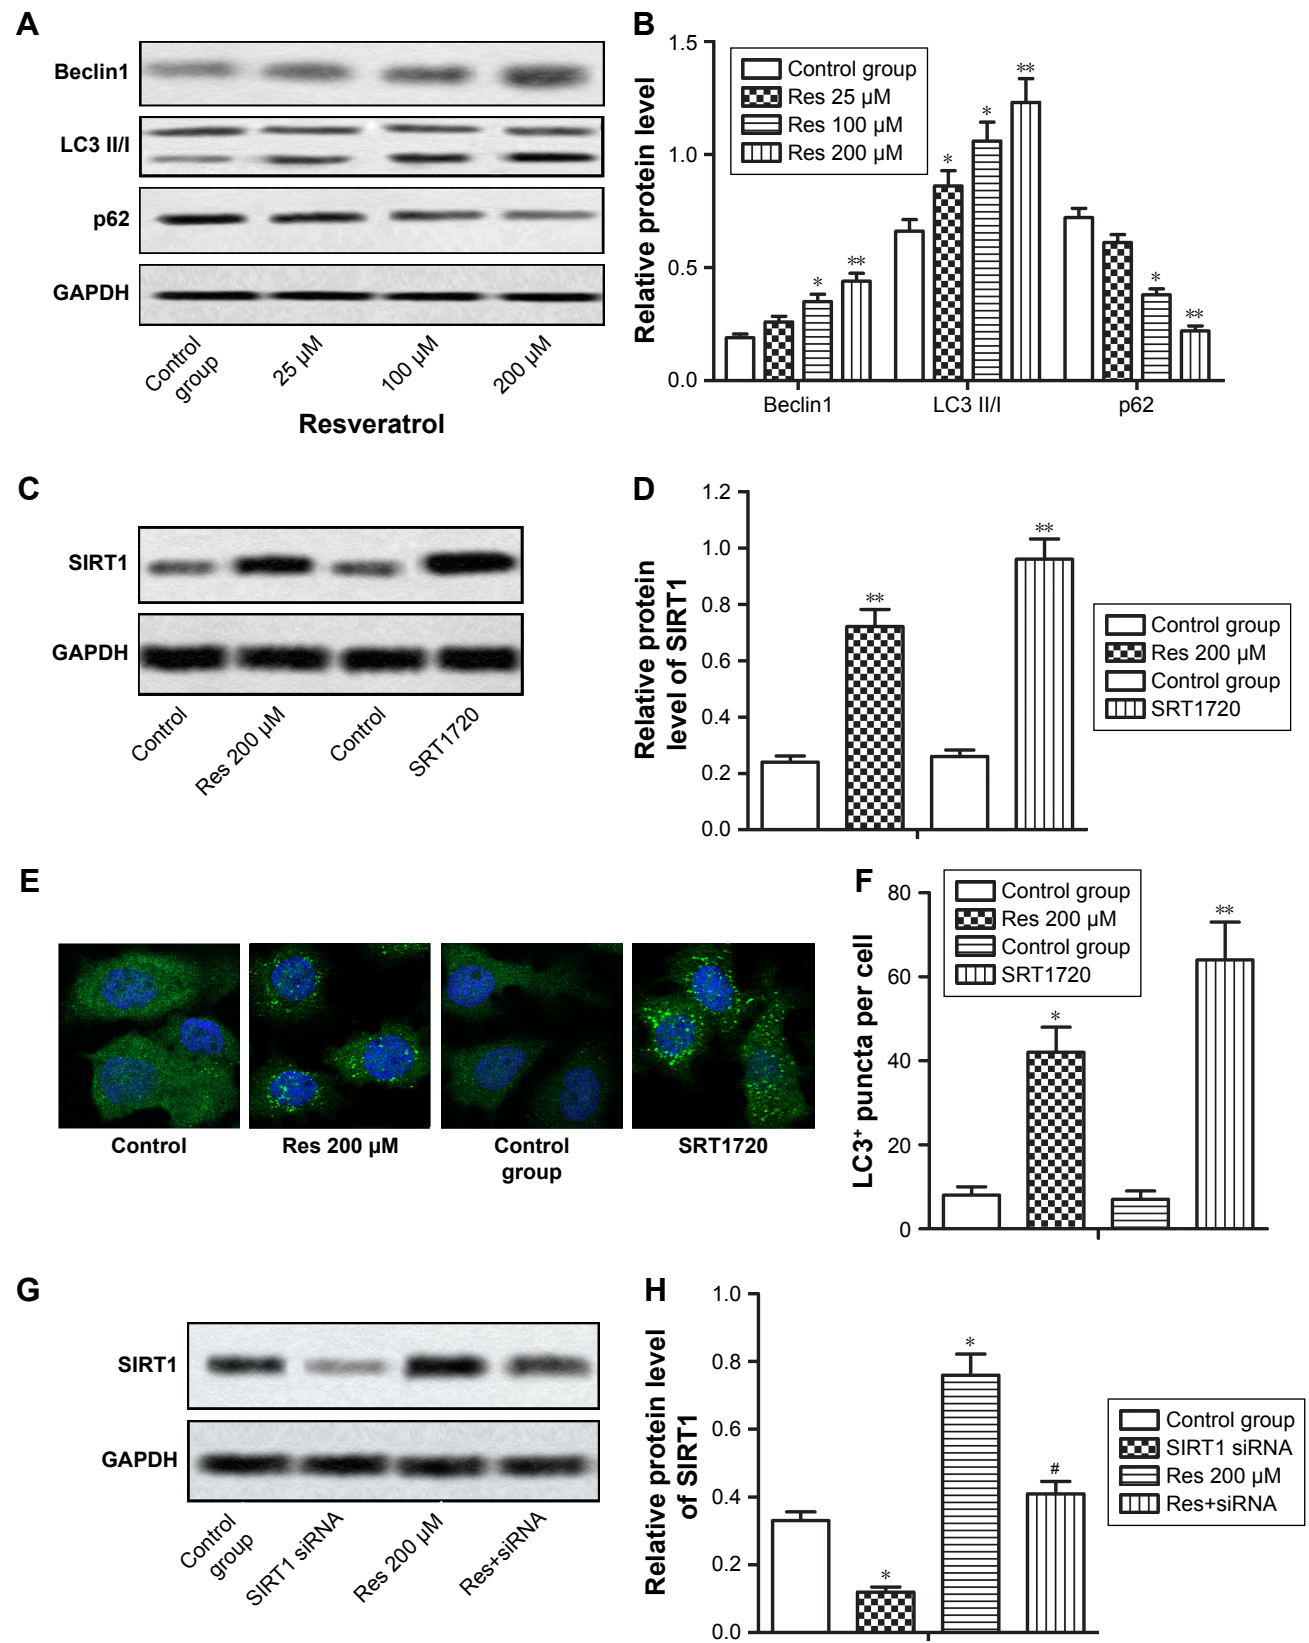 A
Beclin1
LC3 II/I
p62
GAPDH
Control
group
25 µM
100 µM
200 µM
Resveratrol
B
Relative protein level
1.5
1.0
0.5
0.0
Control group
Res 25 µM
Res 100 µM
Res 200 µM
*
**
*
*
**
*
**
Beclin1
LC3 II/I
p62
C
SIRT1
GAPDH
Control
Res 200 µM
Control
SRT1720
D
Relative protein
level of SIRT1
1.2
1.0
0.8
0.6
0.4
0.2
0.0
**
**
Control group
Res 200 µM
Control group
SRT1720
E
Control
Res 200 µM
Control
group
SRT1720
F
LC3⁺ puncta per cell
80
60
40
20
0
Control group
Res 200 µM
Control group
SRT1720
*
**
G
SIRT1
GAPDH
Control
group
SIRT1 siRNA
Res 200 µM
Res+siRNA
H
Relative protein level
of SIRT1
1.0
0.8
0.6
0.4
0.2
0.0
*
*
#
Control group
SIRT1 siRNA
Res 200 µM
Res+siRNA